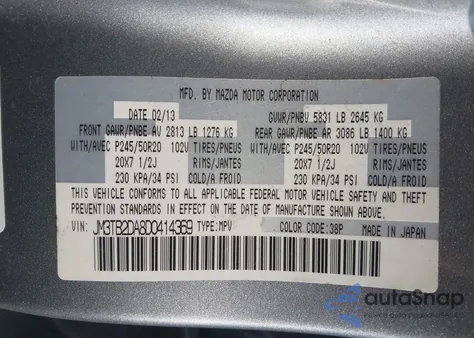 MFD. BY MAZDA MOTOR CORPORATION
DATE 02/13 GVWR/PNBV 5831 LB 2645 KG
FRONT GAWR/PNBE AV 2813 LB 1276 KG REAR GAWR/PNBE AR 3086 LB 1400 KG
WITH/AVEC P245/50R20 102V TIRES/PNEUS WITH/AVEC P245/50R20 102V TIRES/PNEUS
20X7 1/2J RIMS/JANTES 20X7 1/2J RIMS/JANTES
230 KPA/34 PSI COLD/A FROID 230 KPA/34 PSI COLD/A FROID
THIS VEHICLE CONFORMS TO ALL APPLICABLE FEDERAL MOTOR VEHICLE SAFETY AND THEFT
PREVENTION STANDARDS IN EFFECT ON THE DATE OF MANUFACTURE SHOWN ABOVE.
VIN: JM3TB2DA8D0414369 TYPE:MPV COLOR CODE:38P MADE IN JAPAN
autoSnap